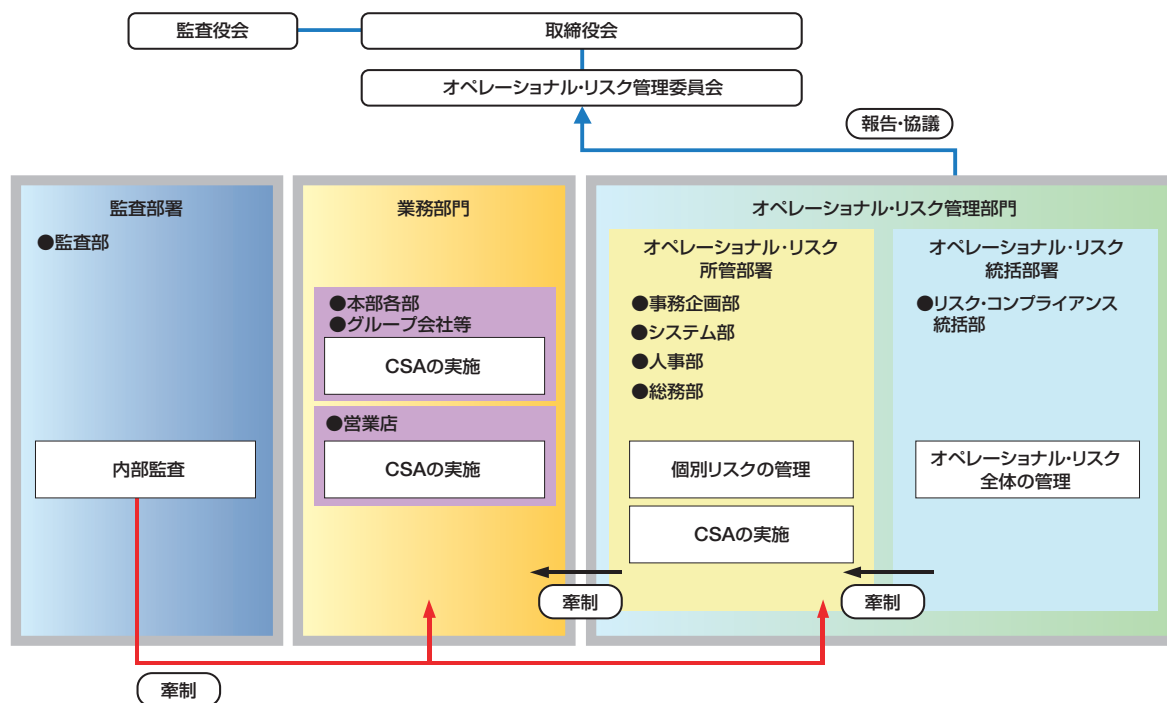 監査役会
取締役会
オペレーショナル・リスク管理委員会
報告・協議
監査部署
●監査部
内部監査
業務部門
●本部各部
●グループ会社等
CSAの実施
●営業店
CSAの実施
オペレーショナル・リスク管理部門
オペレーショナル・リスク
所管部署
●事務企画部
●システム部
●人事部
●総務部
個別リスクの管理
CSAの実施
オペレーショナル・リスク
統括部署
●リスク・コンプライアンス
統括部
オペレーショナル・リスク
全体の管理
牽制
牽制
牽制